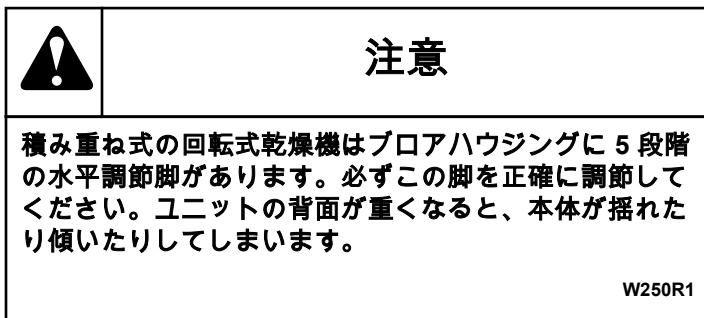 注意
積み重ね式の回転式乾燥機はブロアハウジングに 5 段階
の水平調節脚があります。必ずこの脚を正確に調節して
ください。ユニットの背面が重くなると、本体が揺れた
り傾いたりしてしまいます。
W250R1